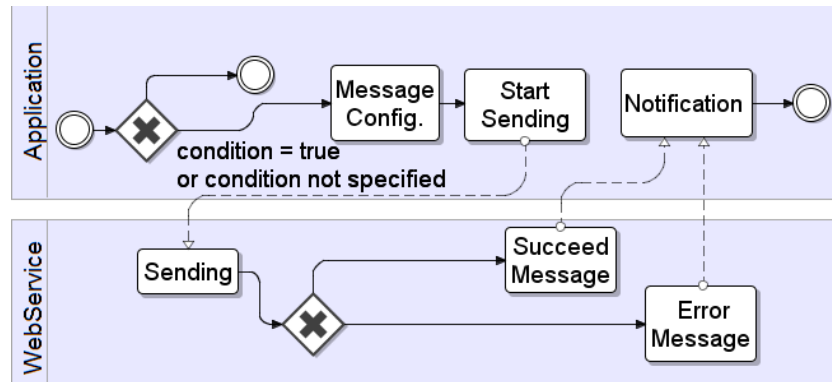 Application
Message
Config.
Start
Sending
Notification
condition = true
or condition not specified
WebService
Sending
Succeed
Message
Error
Message